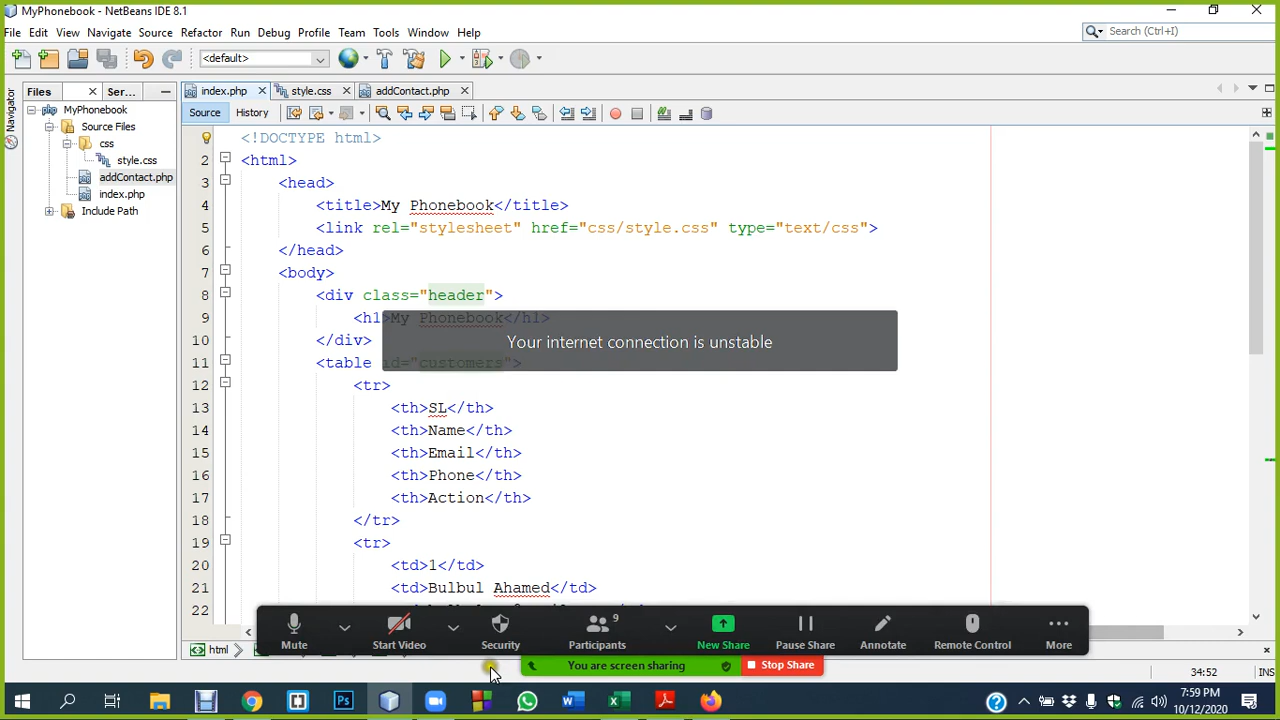 MyPhonebook - NetBeans IDE 8.1
File Edit View Navigate Source Refactor Run Debug Profile Team Tools Window Help
Search (Ctrl+I)
<default>
Files Ser...
index.php style.css addContact.php
Navigator
MyPhonebook
Source Files
css
style.css
addContact.php
index.php
Include Path
Source History
<!DOCTYPE html>
2 <html>
3 <head>
4 <title>My Phonebook</title>
5 <link rel="stylesheet" href="css/style.css" type="text/css">
6 </head>
7 <body>
8 <div class="header">
9 <h1>My Phonebook</h1>
Your internet connection is unstable
10 </div>
11 <table id="customers">
12 <tr>
13 <th>SL</th>
14 <th>Name</th>
15 <th>Email</th>
16 <th>Phone</th>
17 <th>Action</th>
18 </tr>
19 <tr>
20 <td>1</td>
21 <td>Bulbul Ahamed</td>
22
9
Mute Start Video Security Participants New Share Pause Share Annotate Remote Control More
html
You are screen sharing Stop Share
34:52 INS
7:59 PM
10/12/2020